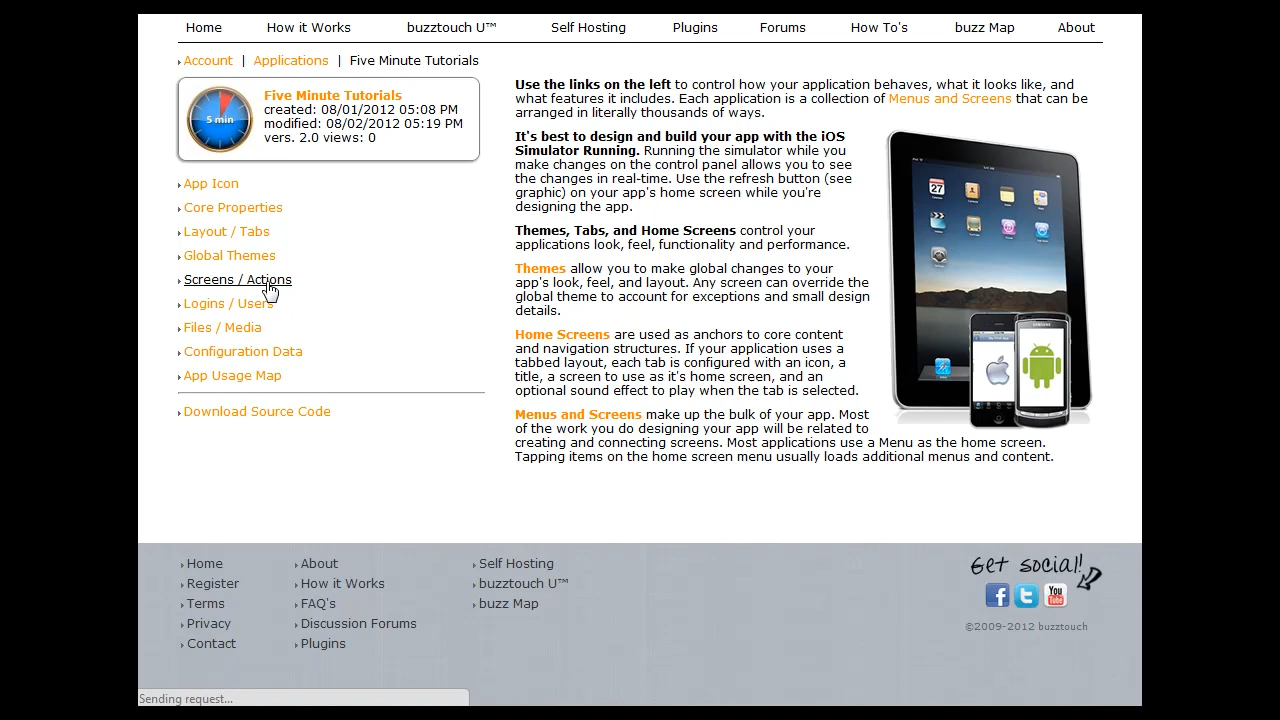 Home How it Works buzztouch U™ Self Hosting Plugins Forums How To's buzz Map About
Account | Applications | Five Minute Tutorials
5 min
Five Minute Tutorials
created: 08/01/2012 05:08 PM
modified: 08/02/2012 05:19 PM
vers. 2.0 views: 0
App Icon
Core Properties
Layout / Tabs
Global Themes
Screens / Actions
Logins / Users
Files / Media
Configuration Data
App Usage Map
Download Source Code
Use the links on the left to control how your application behaves, what it looks like, and
what features it includes. Each application is a collection of Menus and Screens that can be
arranged in literally thousands of ways.
It's best to design and build your app with the iOS
Simulator Running. Running the simulator while you
make changes on the control panel allows you to see
the changes in real-time. Use the refresh button (see
graphic) on your app's home screen while you're
designing the app.
Themes, Tabs, and Home Screens control your
applications look, feel, functionality and performance.
Themes allow you to make global changes to your
app's look, feel, and layout. Any screen can override the
global theme to account for exceptions and small design
details.
Home Screens are used as anchors to core content
and navigation structures. If your application uses a
tabbed layout, each tab is configured with an icon, a
title, a screen to use as it's home screen, and an
optional sound effect to play when the tab is selected.
Menus and Screens make up the bulk of your app. Most
of the work you do designing your app will be related to
creating and connecting screens. Most applications use a Menu as the home screen.
Tapping items on the home screen menu usually loads additional menus and content.
27
SAMSUNG
Home
Register
Terms
Privacy
Contact
About
How it Works
FAQ's
Discussion Forums
Plugins
Self Hosting
buzztouch U™
buzz Map
Get social!
f t You Tube
©2009-2012 buzztouch
Sending request...